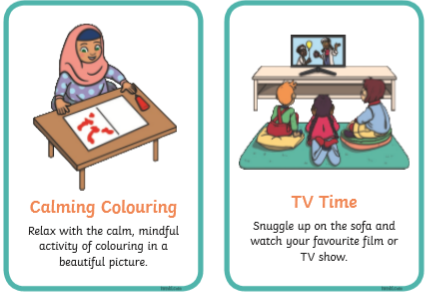 Calming Colouring
Relax with the calm, mindful
activity of colouring in a
beautiful picture.
TV Time
Snuggle up on the sofa and
watch your favourite film or
TV show.